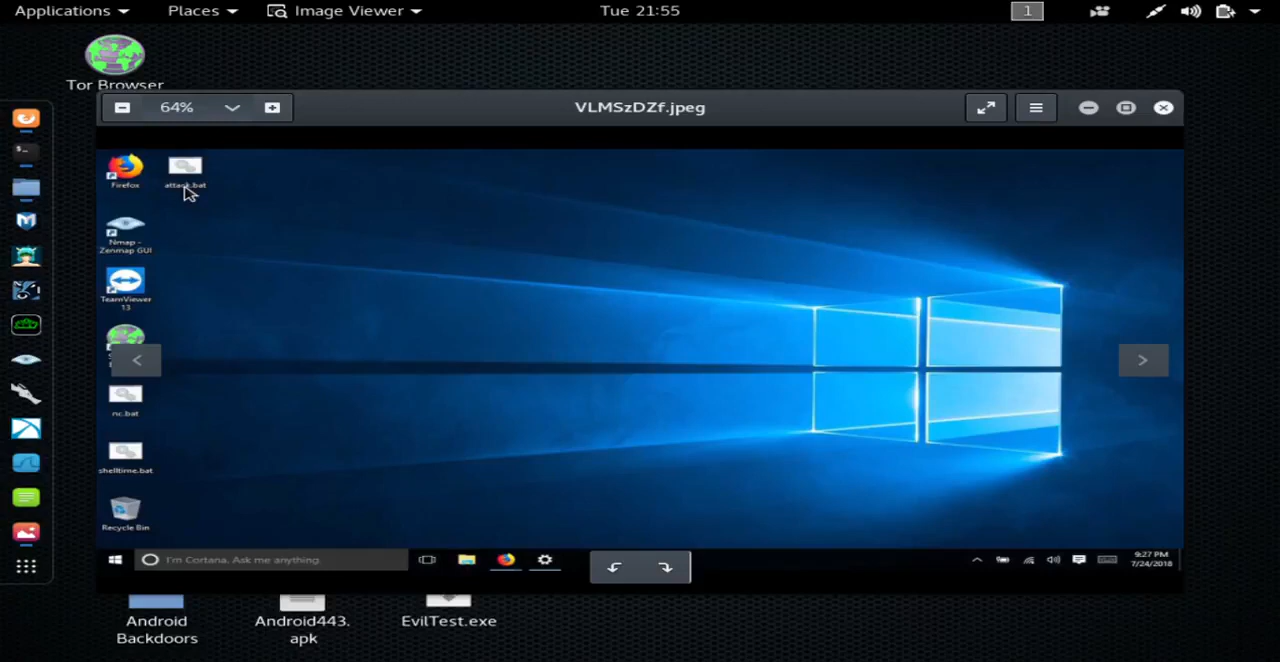 Applications Places Image Viewer Tue 21:55 1
Tor Browser
64% VLMSzDZf.jpeg
Firefox attack.bat
Nmap -
Zenmap GUI
TeamViewer
13
nc.bat
shelltime.bat
Recycle Bin
I'm Cortana. Ask me anything.
9:27 PM
7/24/2018
Android
Backdoors
Android443.
apk
EvilTest.exe